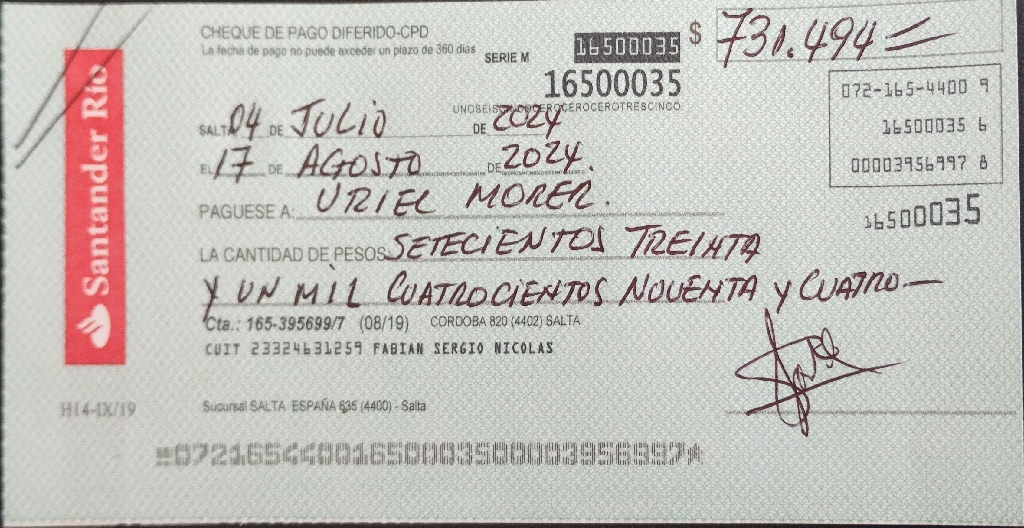 CHEQUE DE PAGO DIFERIDO-CPD
La fecha de pago no puede exceder un plazo de 360 días
SERIE M 16500035
$ 731.494
16500035
UNOSEISCINCOCEROCEROCEROTRESCINCO
072-165-4400 9
16500035 6
00003956997 8
16500035
SALTA 04 DE JULIO DE 2024
EL 17 DE AGOSTO DE 2024.
PAGUESE A: URIEL MORER.
LA CANTIDAD DE PESOS: SETECIENTOS TREINTA
Y UN MIL CUATROCIENTOS NOVENTA Y CUATRO
Cta.: 165-395699/7 (08/19) CORDOBA 820 (4402) SALTA
CUIT 23324631259 FABIAN SERGIO NICOLAS
Santander Río
H14-IX/19
Sucursal SALTA ESPAÑA 635 (4400) - Salta
07216544001650003500003956997